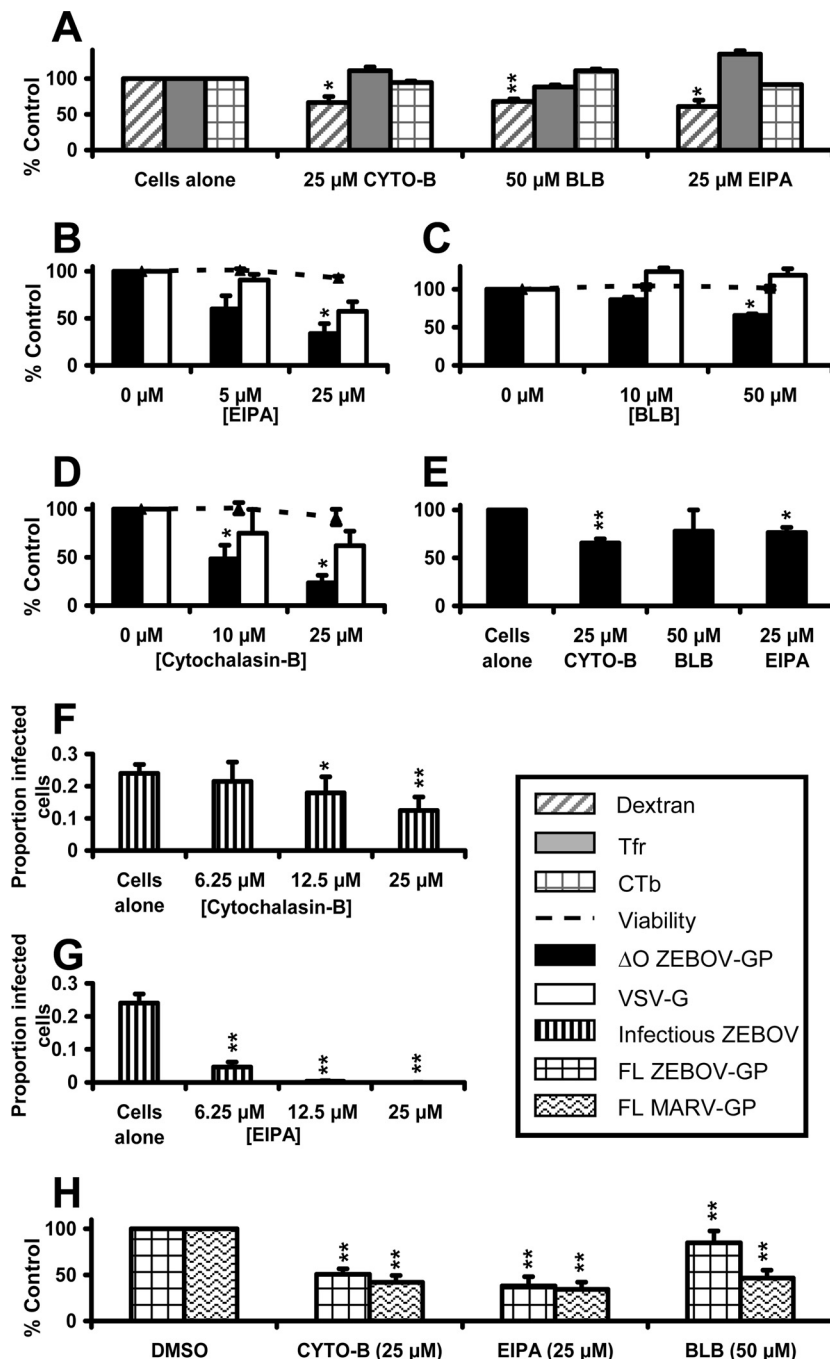 A
% Control
100
50
0
*
**
*
Cells alone
25 µM CYTO-B
50 µM BLB
25 µM EIPA
B
% Control
100
50
0
*
0 µM
5 µM
25 µM
[EIPA]
C
100
50
0
*
0 µM
10 µM
50 µM
[BLB]
D
% Control
100
50
0
*
*
0 µM
10 µM
25 µM
[Cytochalasin-B]
E
100
50
0
**
*
Cells alone
25 µM CYTO-B
50 µM BLB
25 µM EIPA
F
Proportion infected cells
0.3
0.2
0.1
0
*
**
Cells alone
6.25 µM
12.5 µM
25 µM
[Cytochalasin-B]
G
Proportion infected cells
0.3
0.2
0.1
0
**
**
**
Cells alone
6.25 µM
12.5 µM
25 µM
[EIPA]
Dextran
Tfr
CTb
Viability
ΔO ZEBOV-GP
VSV-G
Infectious ZEBOV
FL ZEBOV-GP
FL MARV-GP
H
% Control
100
50
0
**
**
**
**
**
**
DMSO
CYTO-B (25 µM)
EIPA (25 µM)
BLB (50 µM)